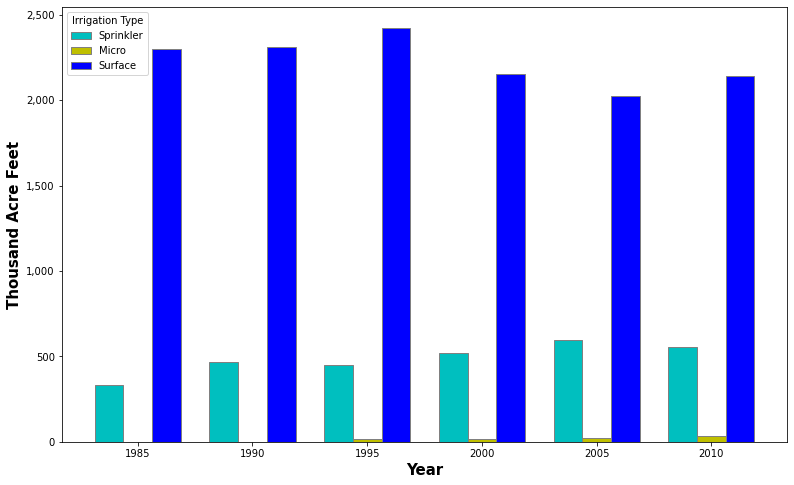 Irrigation Type
Sprinkler
Micro
Surface
2,500
2,000
1,500
1,000
500
0
Thousand Acre Feet
1985 1990 1995 2000 2005 2010
Year